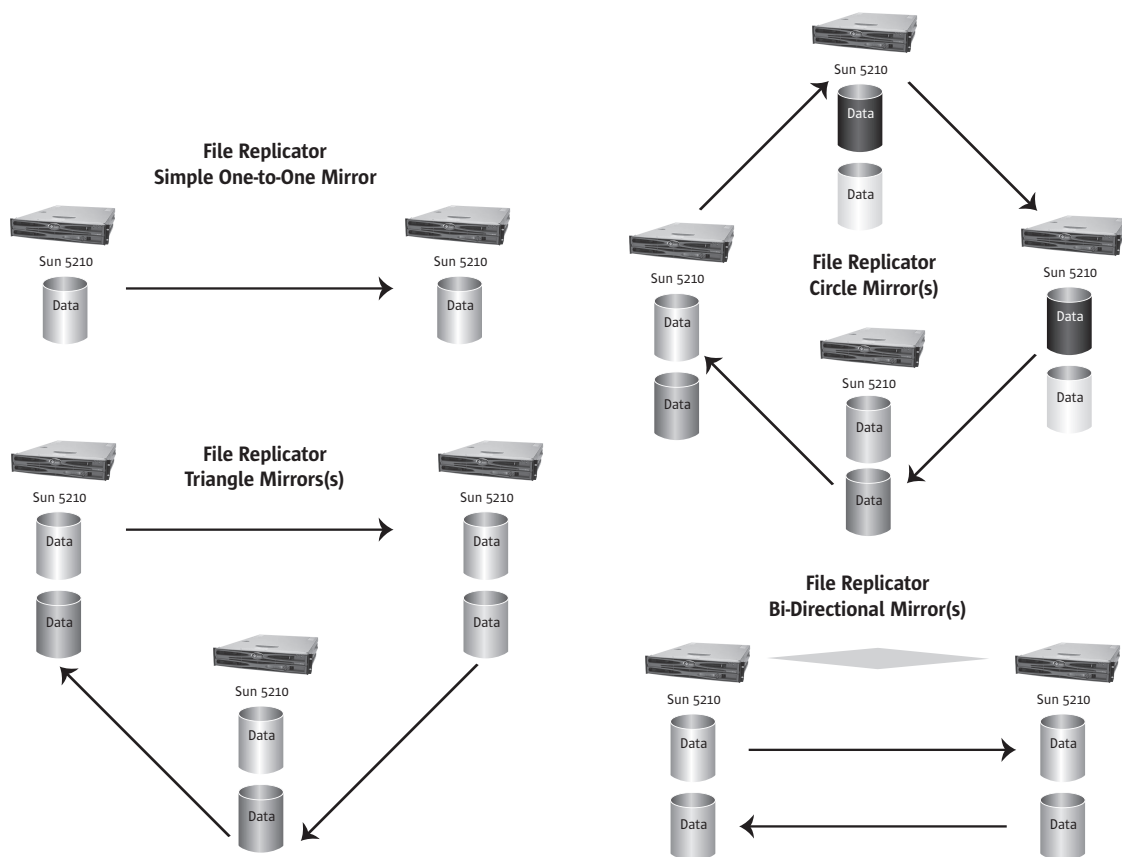 File Replicator
Simple One-to-One Mirror
Sun 5210
Sun 5210
Data
Data
File Replicator
Triangle Mirrors(s)
Sun 5210
Sun 5210
Data
Data
Data
Data
Sun 5210
Data
Data
Sun 5210
Data
Data
File Replicator
Circle Mirror(s)
Sun 5210
Sun 5210
Data
Data
Data
Data
Sun 5210
Data
Data
File Replicator
Bi-Directional Mirror(s)
Sun 5210
Sun 5210
Data
Data
Data
Data